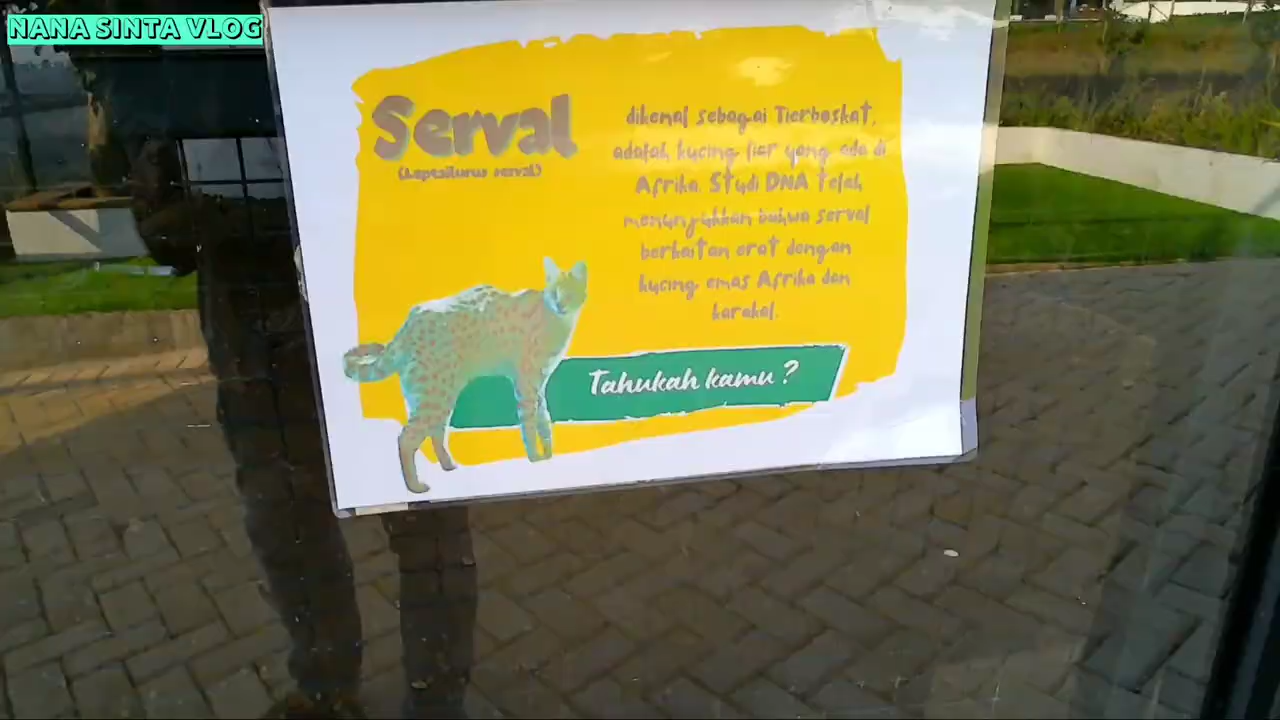 NANA SINTA VLOG
Serval
(Leptailurus serval)
dikenal sebagai Tierboskat,
adalah kucing liar yang ada di
Afrika. Studi DNA telah
menunjukkan bahwa serval
berkaitan erat dengan
kucing emas Afrika dan
karakal.
Tahukah kamu ?